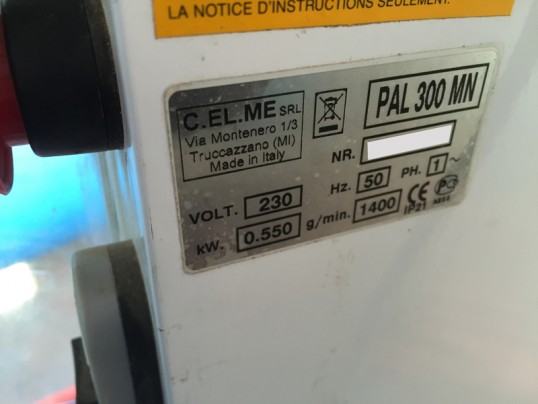 LA NOTICE D'INSTRUCTIONS SEULEMENT.
C.EL.ME SRL
Via Montenero 1/3
Truccazzano (MI)
Made in Italy
PAL 300 MN
NR.
VOLT. 230 Hz. 50 PH. 1 ~
kW. 0.550 g/min. 1400 CE
IP21